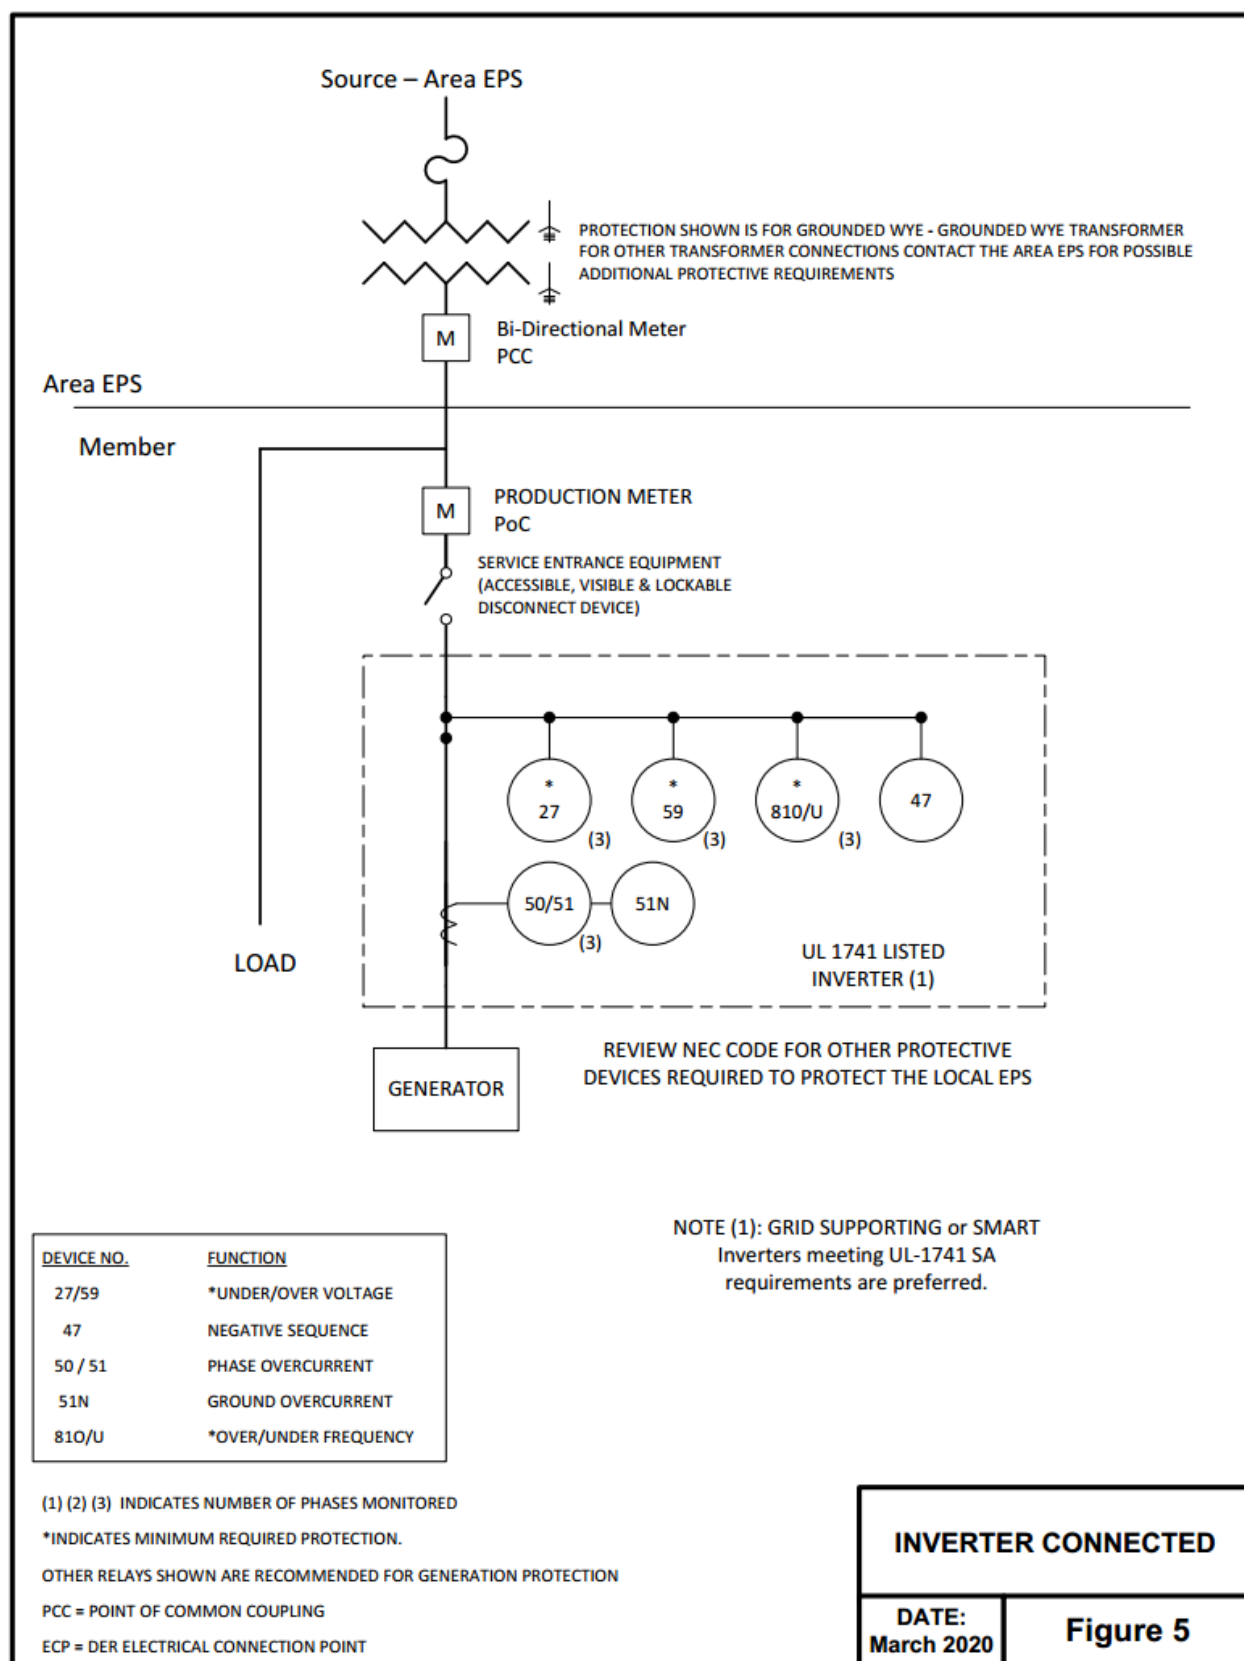 Source – Area EPS
PROTECTION SHOWN IS FOR GROUNDED WYE - GROUNDED WYE TRANSFORMER
FOR OTHER TRANSFORMER CONNECTIONS CONTACT THE AREA EPS FOR POSSIBLE
ADDITIONAL PROTECTIVE REQUIREMENTS
M
Bi-Directional Meter
PCC
Area EPS
Member
M
PRODUCTION METER
PoC
SERVICE ENTRANCE EQUIPMENT
(ACCESSIBLE, VISIBLE & LOCKABLE
DISCONNECT DEVICE)
* * *
27 59 81O/U 47
(3) (3) (3)
50/51 51N
(3)
LOAD
UL 1741 LISTED
INVERTER (1)
GENERATOR
REVIEW NEC CODE FOR OTHER PROTECTIVE
DEVICES REQUIRED TO PROTECT THE LOCAL EPS
NOTE (1): GRID SUPPORTING or SMART
Inverters meeting UL-1741 SA
requirements are preferred.
DEVICE NO. FUNCTION
27/59 *UNDER/OVER VOLTAGE
47 NEGATIVE SEQUENCE
50 / 51 PHASE OVERCURRENT
51N GROUND OVERCURRENT
81O/U *OVER/UNDER FREQUENCY
(1) (2) (3) INDICATES NUMBER OF PHASES MONITORED
*INDICATES MINIMUM REQUIRED PROTECTION.
OTHER RELAYS SHOWN ARE RECOMMENDED FOR GENERATION PROTECTION
PCC = POINT OF COMMON COUPLING
ECP = DER ELECTRICAL CONNECTION POINT
INVERTER CONNECTED
DATE:
March 2020
Figure 5